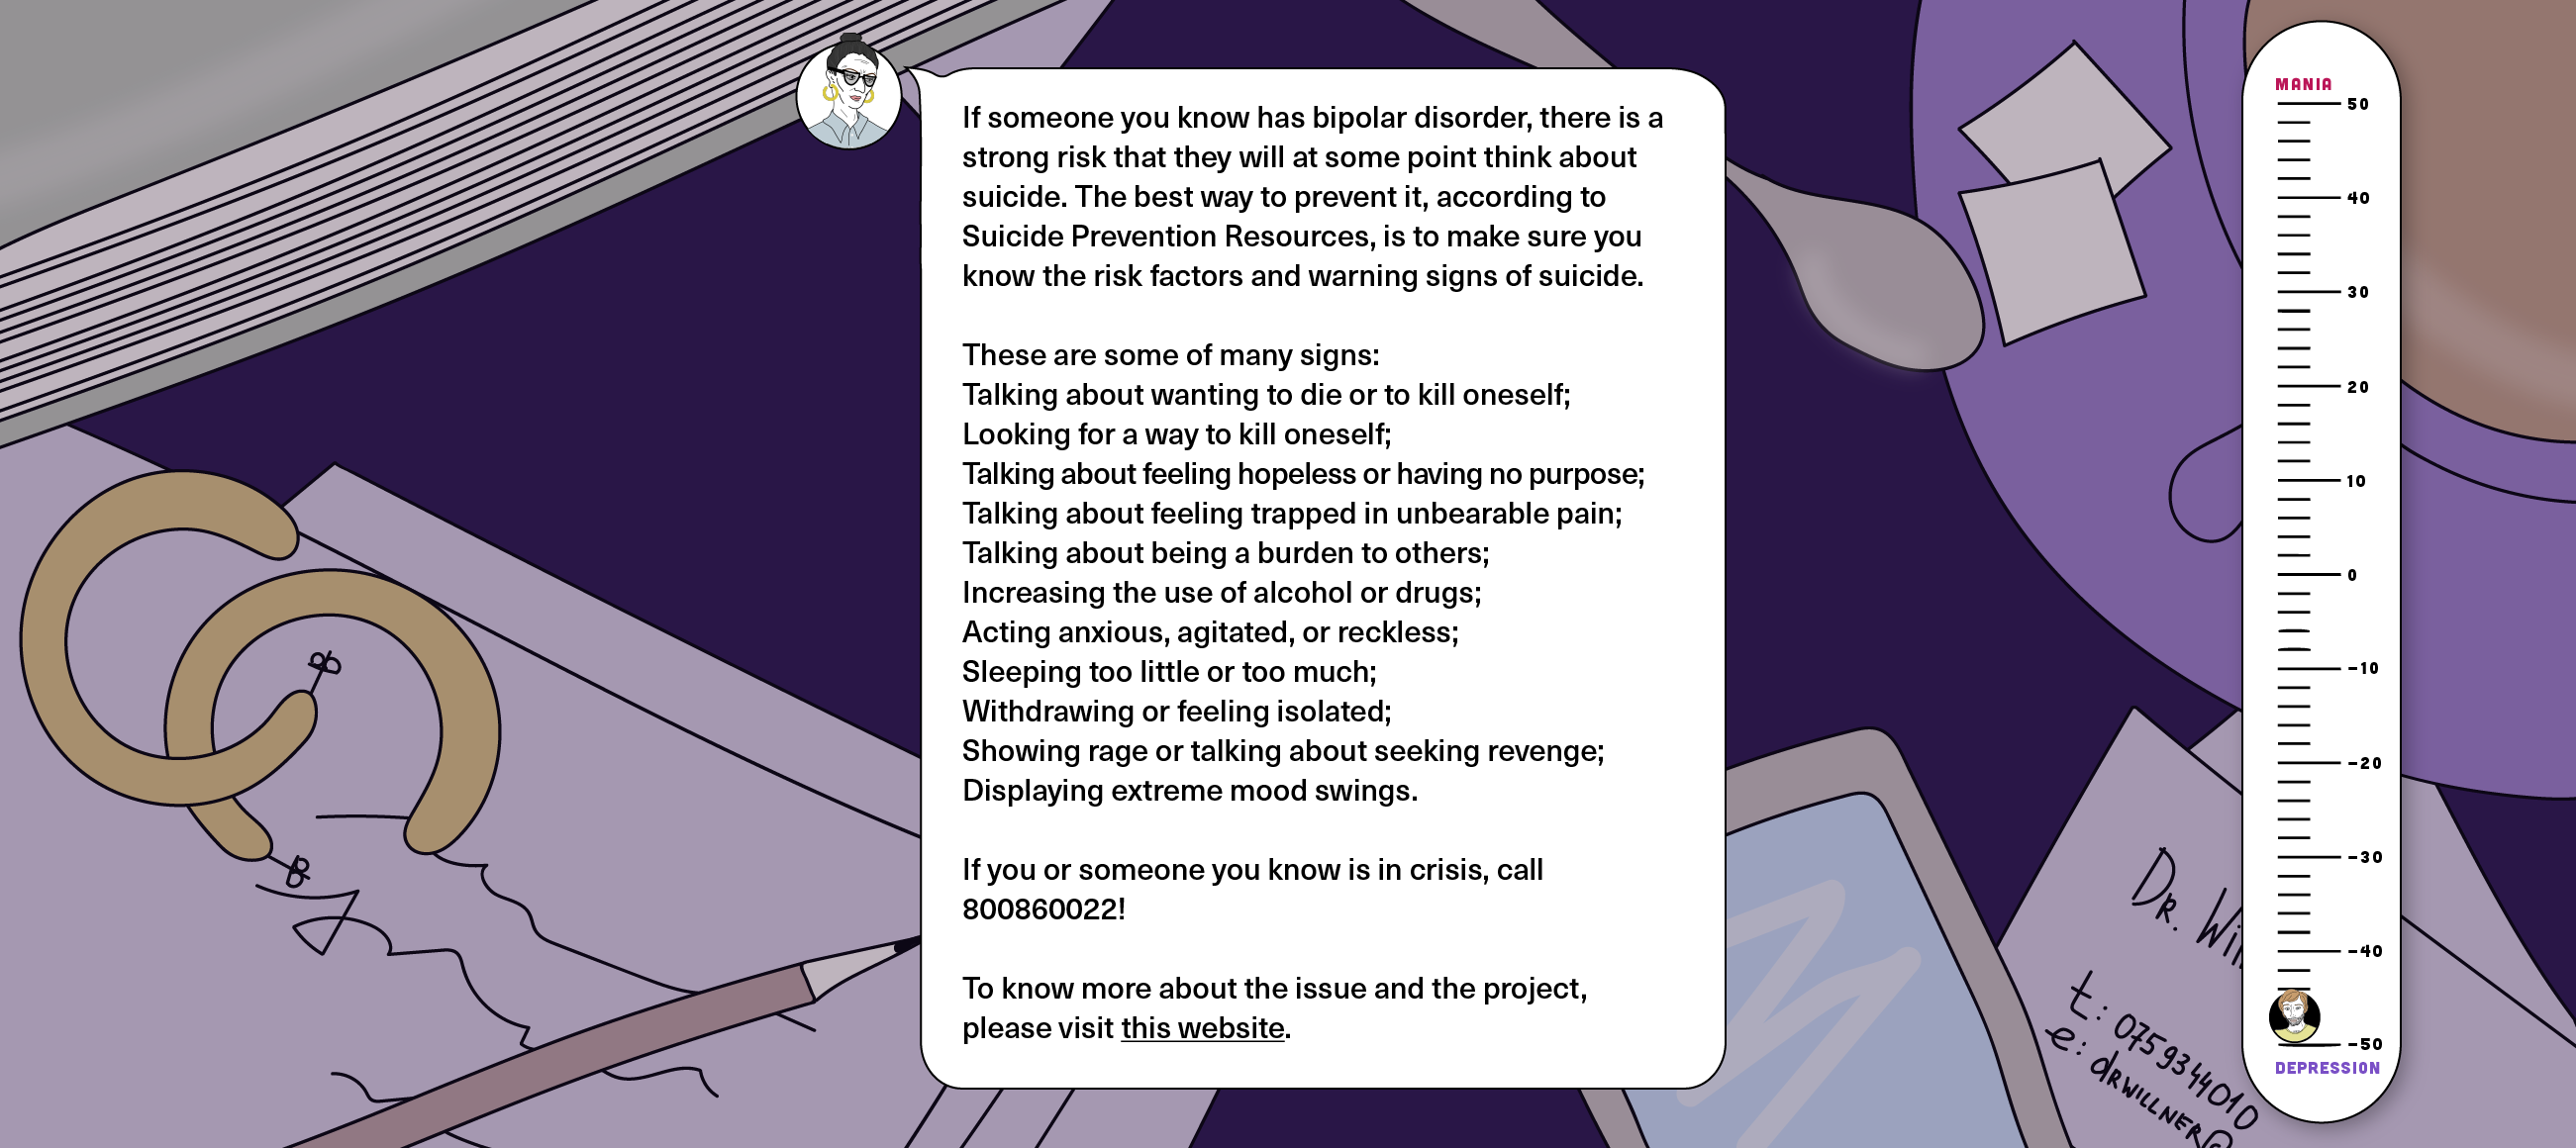 If someone you know has bipolar disorder, there is a
strong risk that they will at some point think about
suicide. The best way to prevent it, according to
Suicide Prevention Resources, is to make sure you
know the risk factors and warning signs of suicide.
These are some of many signs:
Talking about wanting to die or to kill oneself;
Looking for a way to kill oneself;
Talking about feeling hopeless or having no purpose;
Talking about feeling trapped in unbearable pain;
Talking about being a burden to others;
Increasing the use of alcohol or drugs;
Acting anxious, agitated, or reckless;
Sleeping too little or too much;
Withdrawing or feeling isolated;
Showing rage or talking about seeking revenge;
Displaying extreme mood swings.
If you or someone you know is in crisis, call
800860022!
To know more about the issue and the project,
please visit this website.
MANIA
50
40
30
20
10
0
-10
-20
-30
-40
-50
DEPRESSION
DR.
t: 0759344010
e: DRWILLNER@